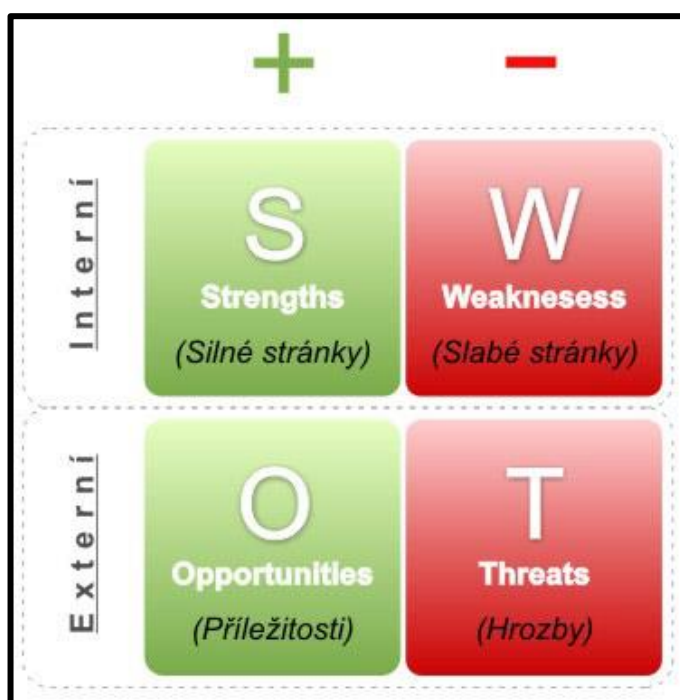 + −
Interní
S
Strengths
(Silné stránky)
W
Weaknesess
(Slabé stránky)
Externí
O
Opportunities
(Příležitosti)
T
Threats
(Hrozby)